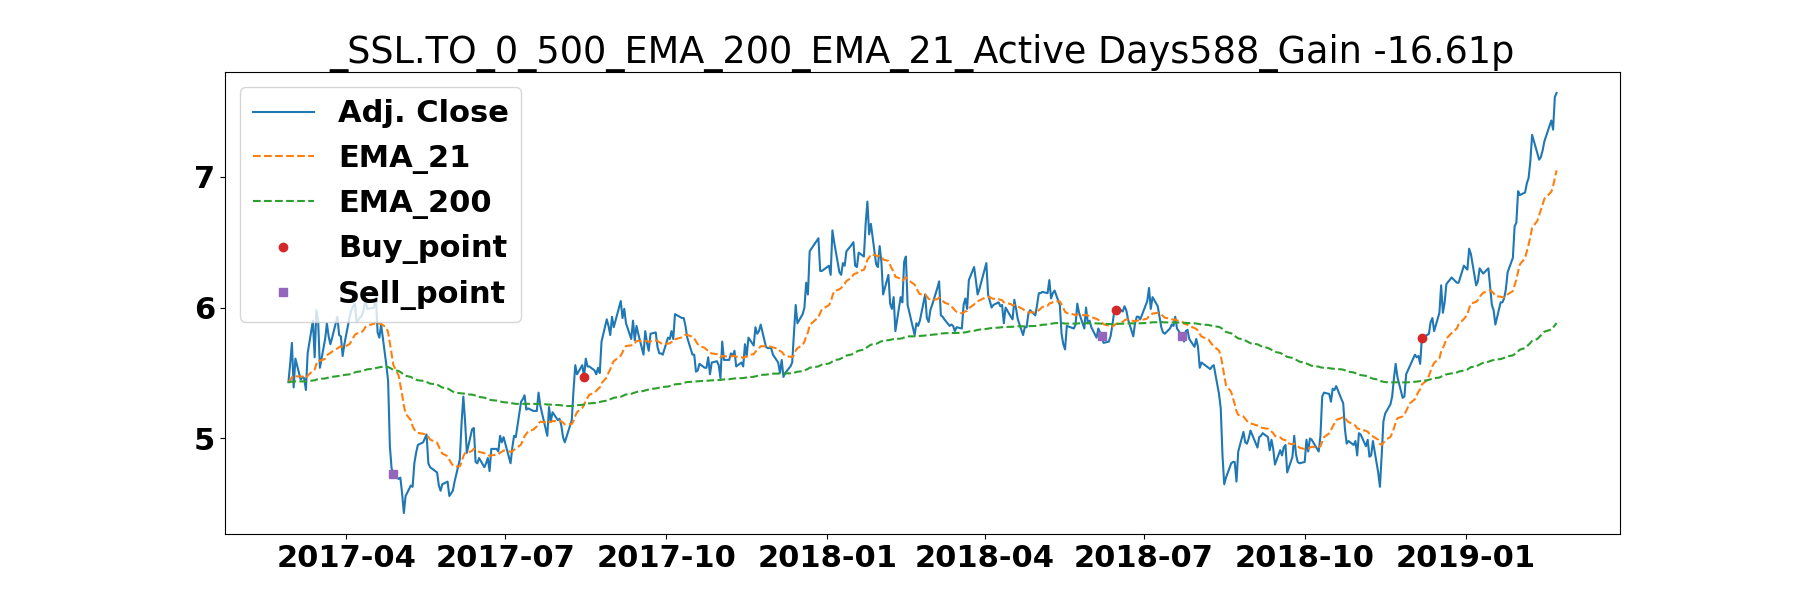 _SSL.TO_0_500_EMA_200_EMA_21_Active Days588_Gain -16.61p
Adj. Close
EMA_21
EMA_200
Buy_point
Sell_point
7
6
5
2017-04 2017-07 2017-10 2018-01 2018-04 2018-07 2018-10 2019-01